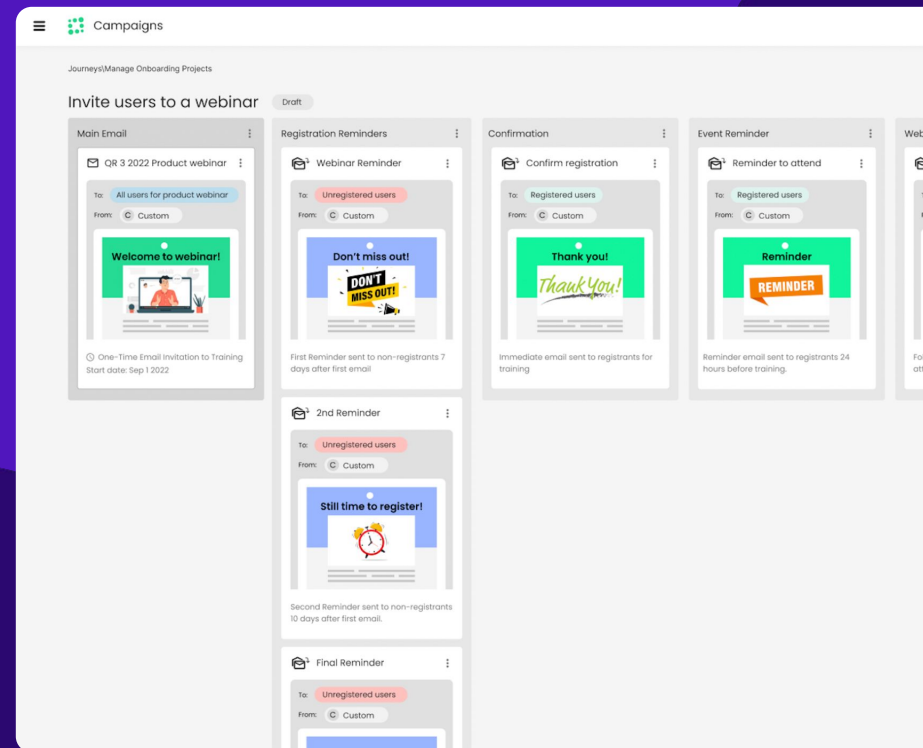 Campaigns
Journeys\Manage Onboarding Projects
Invite users to a webinar
Draft
Main Email
QR 3 2022 Product webinar
To: All users for product webinar
From: C Custom
Welcome to webinar!
One-Time Email Invitation to Training
Start date: Sep 1 2022
Registration Reminders
Webinar Reminder
To: Unregistered users
From: C Custom
Don't miss out!
DON'T
MISS OUT!
First Reminder sent to non-registrants 7
days after first email
2nd Reminder
To: Unregistered users
From: C Custom
Still time to register!
Second Reminder sent to non-registrants
10 days after first email.
Final Reminder
To: Unregistered users
From: C Custom
Confirmation
Confirm registration
To: Registered users
From: C Custom
Thank you!
Thank You!
Immediate email sent to registrants for
training
Event Reminder
Reminder to attend
To: Registered users
From: C Custom
Reminder
REMINDER
Reminder email sent to registrants 24
hours before training.